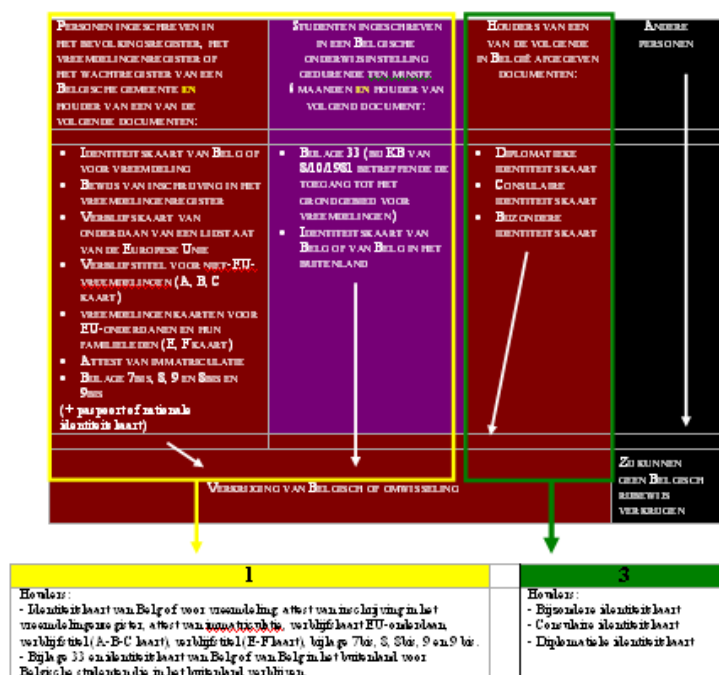 PERSONEN INGESCHREVEN IN
HET BEVOLKINGSREGISTER, HET
VREEMDELINGENREGISTER OF
HET WACHTREGISTER VAN EEN
BELGISCHE GEMEENTE EN
HOUDER VAN EEN VAN DE
VOLGENDE DOCUMENTEN:
STUDENTEN INGESCHREVEN
IN EEN BELGISCHE
ONDERWIJSINSTELLING
GEDURENDE TEN MINSTE
6 MAANDEN EN HOUDER VAN
VOLGEND DOCUMENT:
HOUDERS VAN EEN
VAN DE VOLGENDE
IN BELGIË AFGEGEVEN
DOCUMENTEN:
ANDERE
PERSONEN
• IDENTITEITSKAART VAN BELG OF
VOOR VREEMDELING
• BEWIJS VAN INSCHRIJVING IN HET
VREEMDELINGENREGISTER
• VERBLIJFSKAART VAN
ONDERDAAN VAN EEN LIDSTAAT
VAN DE EUROPESE UNIE
• VERBLIJFSTITEL VOOR NIET-EU-
VREEMDELINGEN (A, B, C
KAART)
• VREEMDELINGENKAARTEN VOOR
EU-ONDERDANEN EN HUN
FAMILIELEDEN (E, F KAART)
• ATTEST VAN IMMATRICULATIE
• BIJLAGE 7BIS, 8, 9 EN 8BIS EN
9BIS
(+ paspoort of nationale
identiteitkaart)
• BIJLAGE 33 (BIJ KB VAN
8/10/1981 BETREFFENDE DE
TOEGANG TOT HET
GRONDGEBIED VOOR
VREEMDELINGEN)
• IDENTITEITSKAART VAN
BELG OF VAN BELG IN HET
BUITENLAND
• DIPLOMATIEKE
IDENTITEITSKAART
• CONSULAIRE
IDENTITEITSKAART
• BIJZONDERE
IDENTITEITSKAART
VERKRIJGING VAN BELGISCH OF OMWISSELING
ZIJ KUNNEN
GEEN BELGISCH
RIJBEWIJS
VERKRIJGEN
1
Houders:
- Identiteitskaart van Belg of voor vreemdeling, attest van inschrijving in het
vreemdelingenregister, attest van immatriculatie, verblijfskaart EU-onderdaan,
verblijfstitel (A-B-C kaart), verblijfstitel (E-F kaart), bijlage 7bis, 8, 8bis, 9 en 9 bis.
- Bijlage 33 en identiteitskaart van Belg of van Belg in het buitenland voor
Belgische studenten die in het buitenland verblijven.
3
Houders:
- Bijzondere identiteitskaart
- Consulaire identiteitskaart
- Diplomatieke identiteitskaart